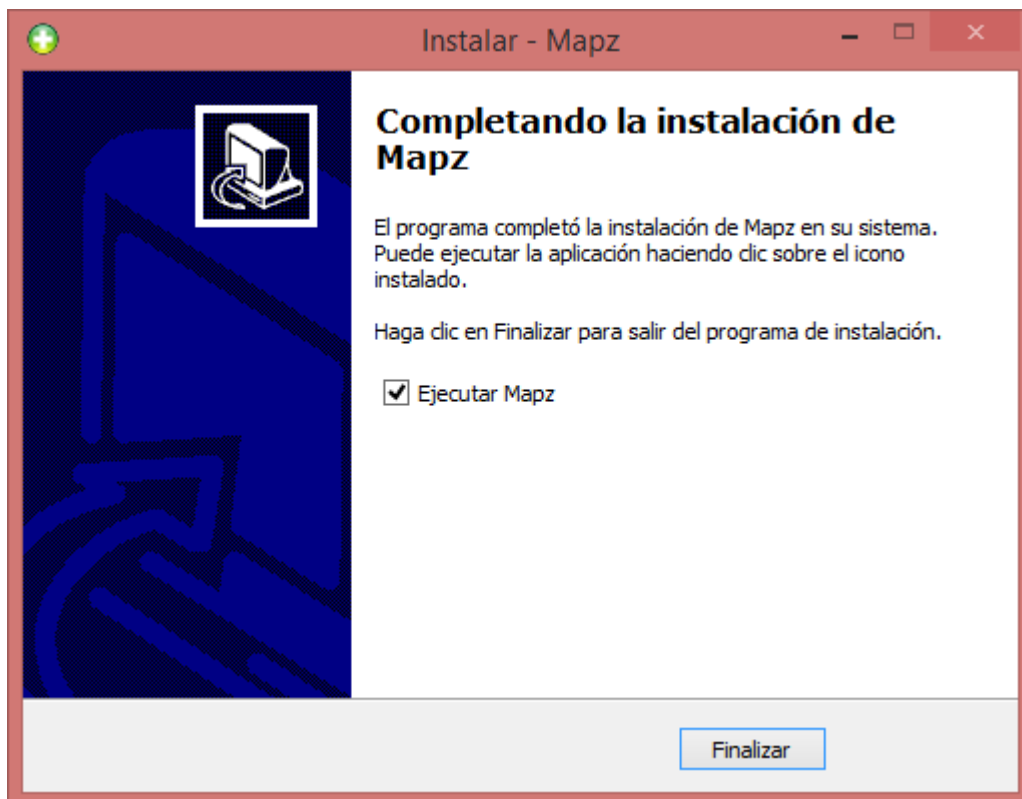 Instalar - Mapz
Completando la instalación de
Mapz
El programa completó la instalación de Mapz en su sistema.
Puede ejecutar la aplicación haciendo clic sobre el icono
instalado.
Haga clic en Finalizar para salir del programa de instalación.
Ejecutar Mapz
Finalizar